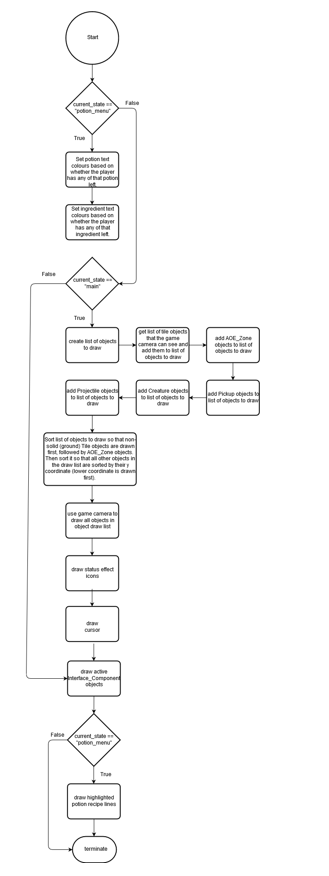 Start
current_state ==
"potion_menu"
False
True
Set potion text
colours based on
whether the player
has any of that potion
left.
Set ingredient text
colours based on
whether the player
has any of that
ingredient left.
False
current_state ==
"main"
True
create list of objects
to draw
get list of tile objects
that the game
camera can see and
add them to list of
objects to draw
add AOE_Zone
objects to list of
objects to draw
add Projectile objects
to list of objects to
draw
add Creature objects
to list of objects to
draw
add Pickup objects to
list of objects to draw
Sort list of objects to draw so that non-
solid (ground) Tile objects are drawn
first, followed by AOE_Zone objects.
Then sort it so that all other objects in
the draw list are sorted by their y
coordinate (lower coordinate is drawn
first).
use game camera to
draw all objects in
object draw list
draw status effect
icons
draw
cursor
draw active
Interface_Component
objects
False
current_state ==
"potion_menu"
True
draw highlighted
potion recipe lines
terminate